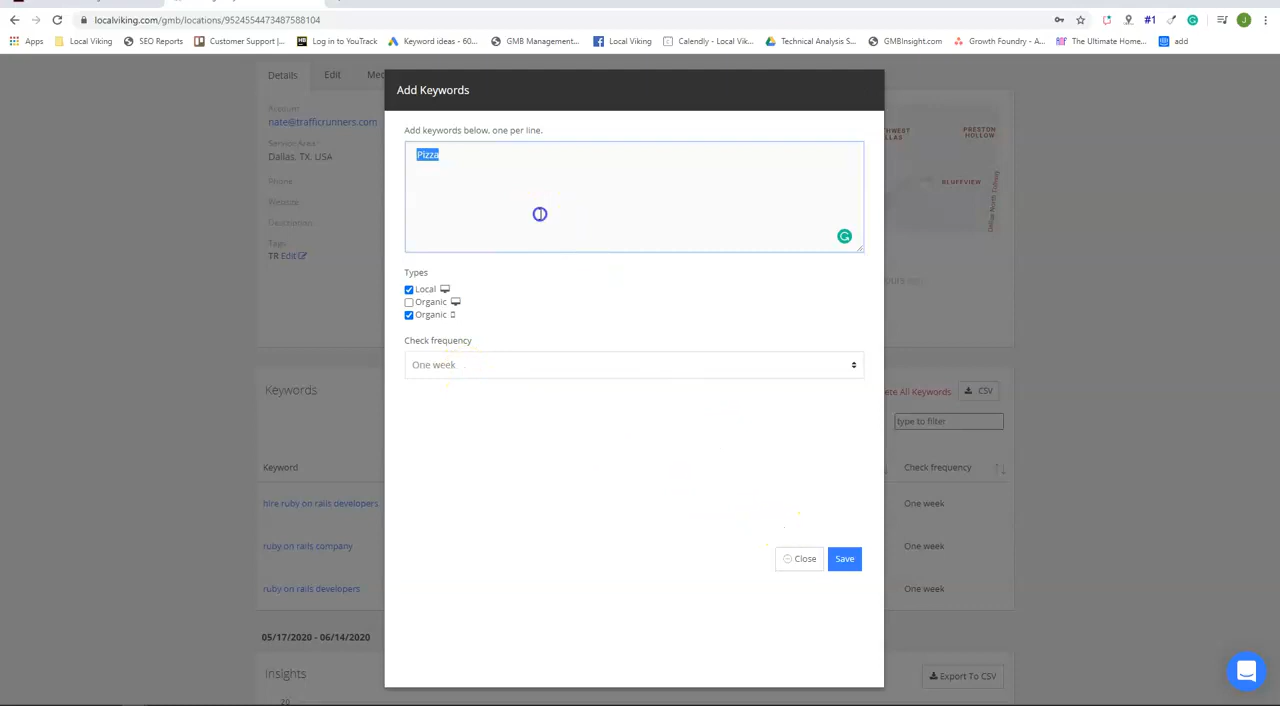 localviking.com/gmb/locations/9524554473487588104
#1
J
Apps
Local Viking
SEO Reports
Customer Support |...
Log in to YouTrack
Keyword ideas - 60...
GMB Management...
Local Viking
Calendly - Local Vik...
Technical Analysis S...
GMBInsight.com
Growth Foundry - A...
The Ultimate Home...
add
Details
Edit
Med
Add Keywords
Account
nate@trafficrunners.com
Service Area
Dallas, TX, USA
Phone
Website
Description
Tags
TR Edit
Add keywords below, one per line.
Pizza
PRESTON
HOLLOW
BLUFFVIEW
Types
Local
Organic
Organic
Check frequency
One week
Close
Save
Keywords
ete All Keywords
CSV
type to filter
Keyword
Check frequency
hire ruby on rails developers
One week
ruby on rails company
One week
ruby on rails developers
One week
05/17/2020 - 06/14/2020
Insights
Export To CSV
20